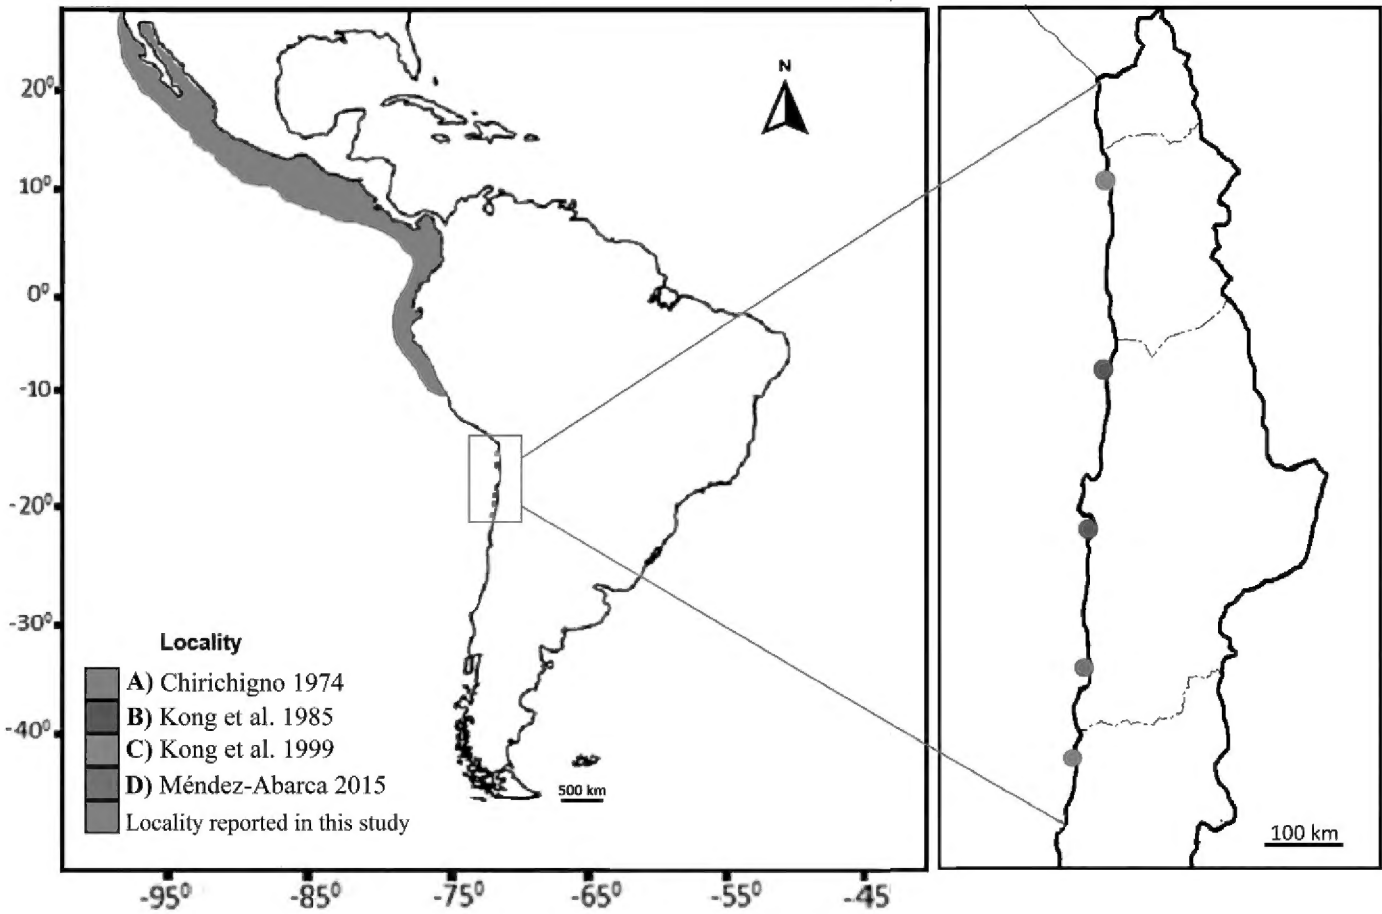 N
20⁰
10⁰
0⁰
-10
-20⁰
-30⁰
-40⁰
Locality
A) Chirichigno 1974
B) Kong et al. 1985
C) Kong et al. 1999
D) Méndez-Abarca 2015
Locality reported in this study
500 km
100 km
-95⁰ -85⁰ -75⁰ -65⁰ -55⁰ -45